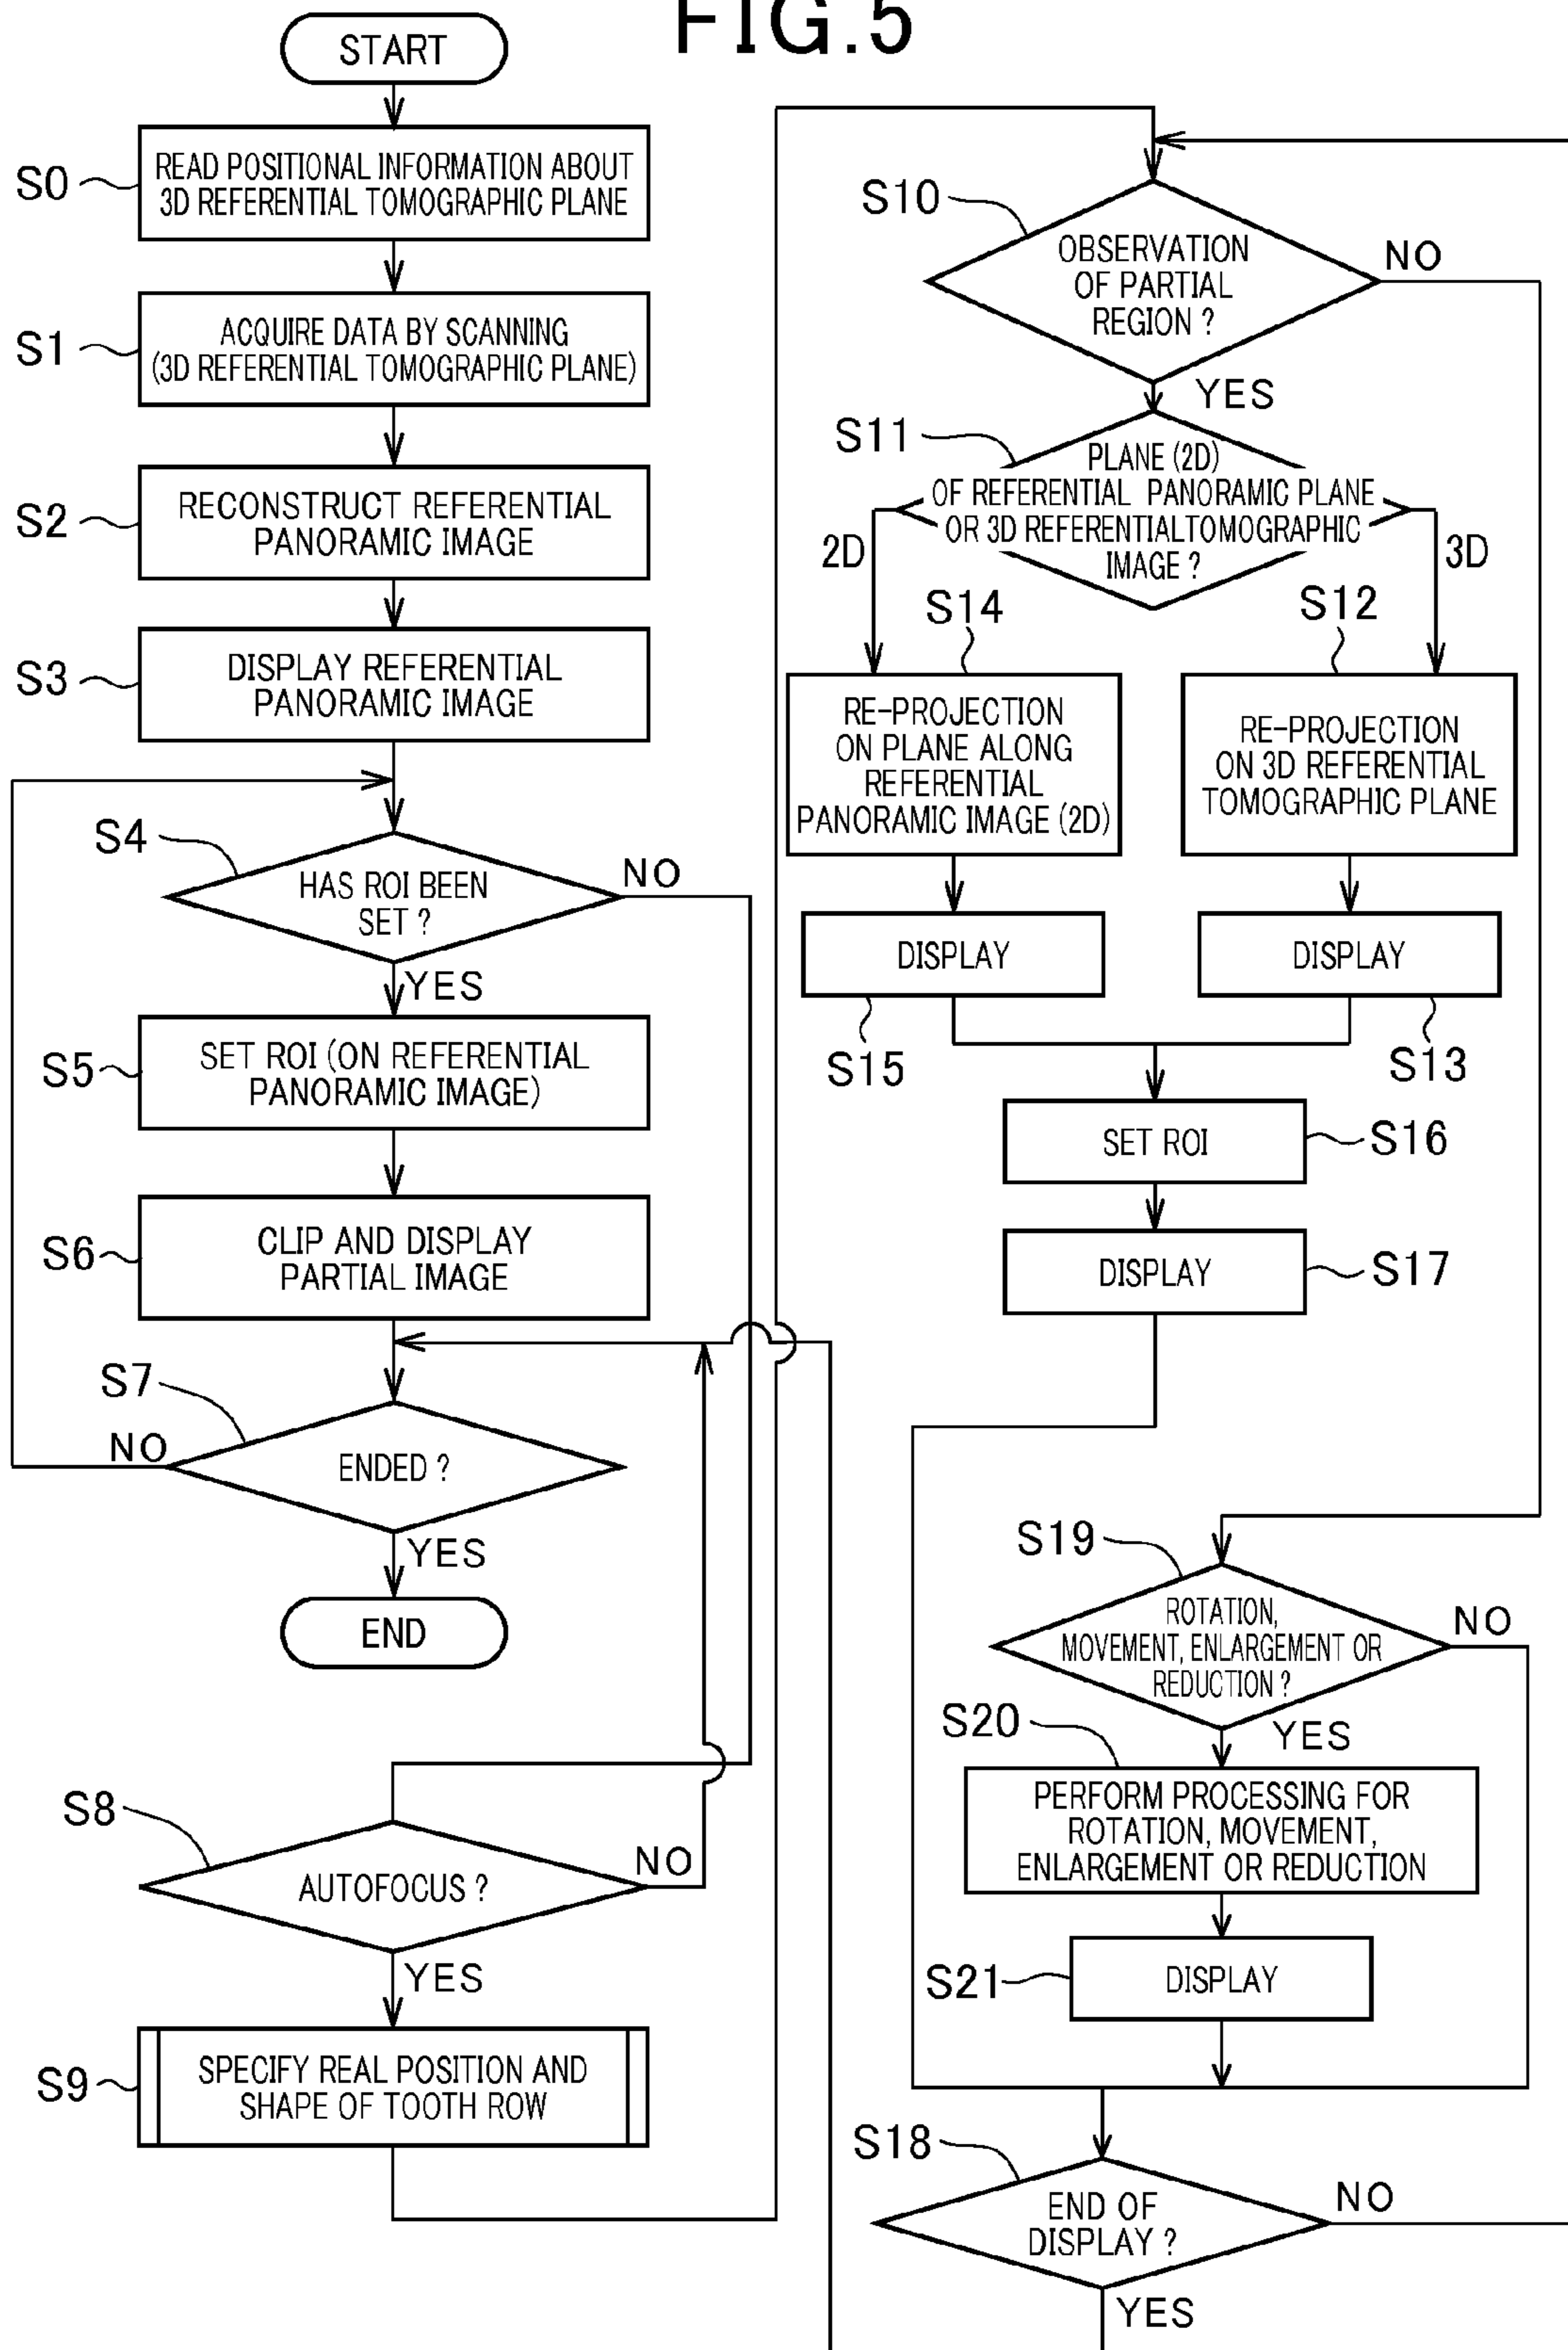 FIG.5
START
S0
READ POSITIONAL INFORMATION ABOUT
3D REFERENTIAL TOMOGRAPHIC PLANE
S1
ACQUIRE DATA BY SCANNING
(3D REFERENTIAL TOMOGRAPHIC PLANE)
S2
RECONSTRUCT REFERENTIAL
PANORAMIC IMAGE
S3
DISPLAY REFERENTIAL
PANORAMIC IMAGE
S4
HAS ROI BEEN
SET ?
NO
YES
S5
SET ROI (ON REFERENTIAL
PANORAMIC IMAGE)
S6
CLIP AND DISPLAY
PARTIAL IMAGE
S7
NO
ENDED ?
YES
END
S8
AUTOFOCUS ?
NO
YES
S9
SPECIFY REAL POSITION AND
SHAPE OF TOOTH ROW
S10
OBSERVATION
OF PARTIAL
REGION ?
NO
YES
S11
PLANE (2D)
OF REFERENTIAL PANORAMIC PLANE
OR 3D REFERENTIALTOMOGRAPHIC
IMAGE ?
2D
3D
S14
RE-PROJECTION
ON PLANE ALONG
REFERENTIAL
PANORAMIC IMAGE (2D)
S12
RE-PROJECTION
ON 3D REFERENTIAL
TOMOGRAPHIC PLANE
DISPLAY
S15
DISPLAY
S13
SET ROI
S16
DISPLAY
S17
S19
ROTATION,
MOVEMENT, ENLARGEMENT OR
REDUCTION ?
NO
YES
S20
PERFORM PROCESSING FOR
ROTATION, MOVEMENT,
ENLARGEMENT OR REDUCTION
S21
DISPLAY
S18
END OF
DISPLAY ?
NO
YES